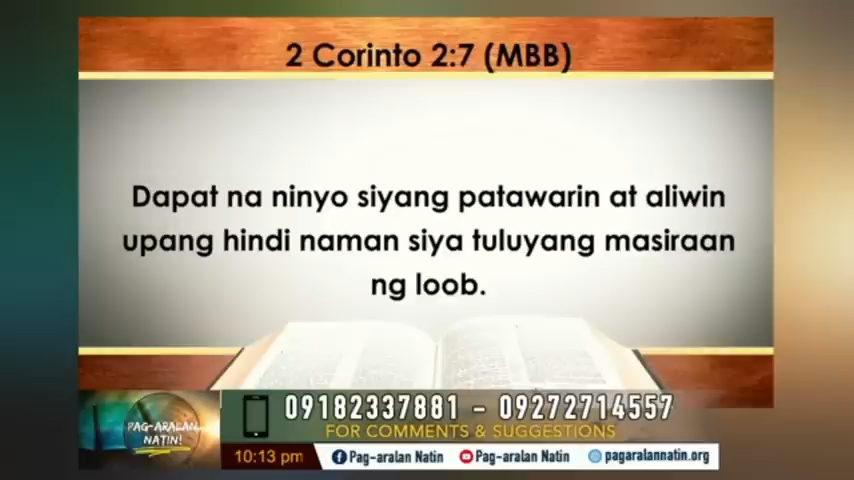 2 Corinto 2:7 (MBB)
Dapat na ninyo siyang patawarin at aliwin
upang hindi naman siya tuluyang masiraan
ng loob.
09182337881 - 09272714557
FOR COMMENTS & SUGGESTIONS
PAG-ARALAN
NATIN!
10:13 pm
Pag-aralan Natin
Pag-aralan Natin
pagaralannatin.org